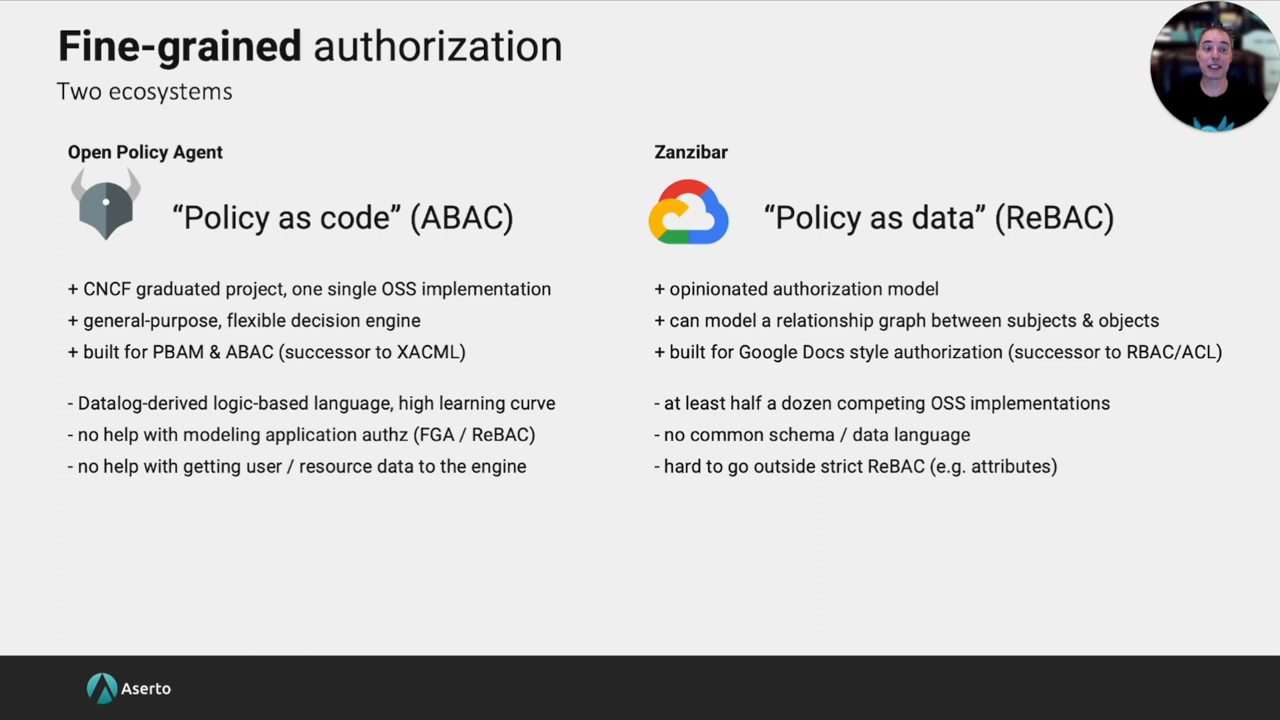 Fine-grained authorization
Two ecosystems
Open Policy Agent
“Policy as code” (ABAC)
+ CNCF graduated project, one single OSS implementation
+ general-purpose, flexible decision engine
+ built for PBAM & ABAC (successor to XACML)
- Datalog-derived logic-based language, high learning curve
- no help with modeling application authz (FGA / ReBAC)
- no help with getting user / resource data to the engine
Zanzibar
“Policy as data” (ReBAC)
+ opinionated authorization model
+ can model a relationship graph between subjects & objects
+ built for Google Docs style authorization (successor to RBAC/ACL)
- at least half a dozen competing OSS implementations
- no common schema / data language
- hard to go outside strict ReBAC (e.g. attributes)
Aserto